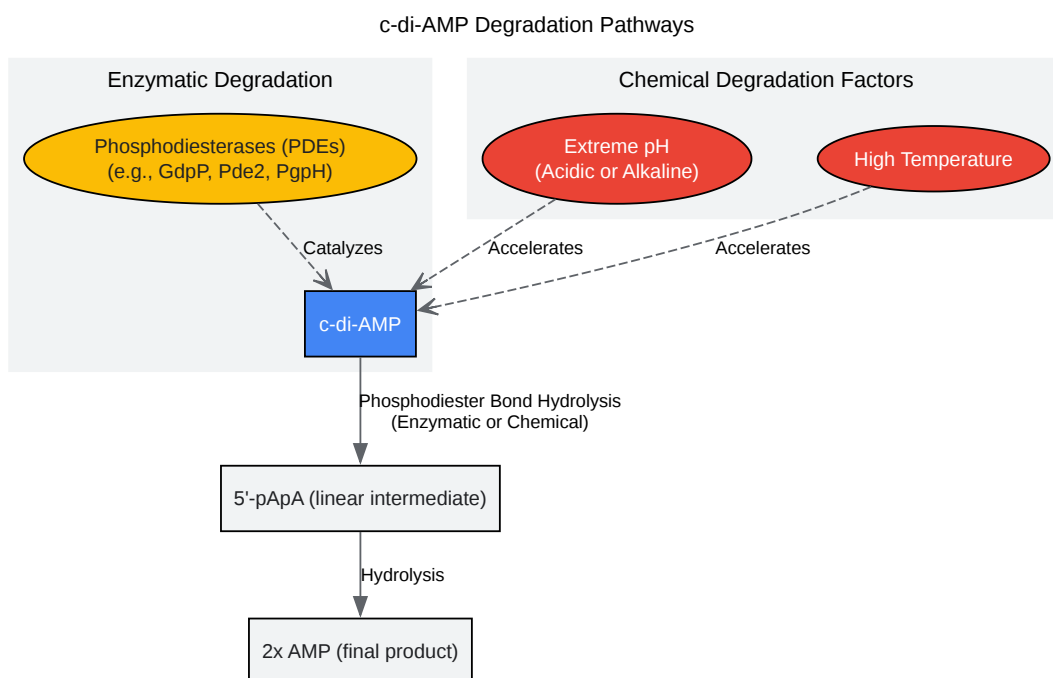 c-di-AMP Degradation Pathways
Enzymatic Degradation
Chemical Degradation Factors
Phosphodiesterases (PDEs)
(e.g., GdpP, Pde2, PgpH)
Extreme pH
(Acidic or Alkaline)
High Temperature
Catalyzes
Accelerates
Accelerates
c-di-AMP
Phosphodiester Bond Hydrolysis
(Enzymatic or Chemical)
5'-pApA (linear intermediate)
Hydrolysis
2x AMP (final product)